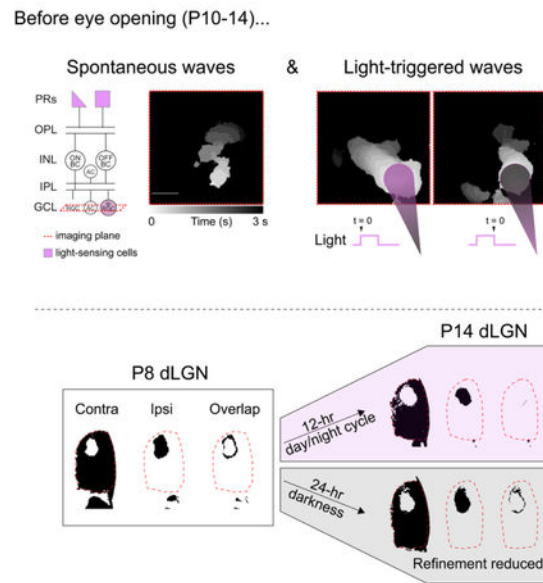 Before eye opening (P10-14)...
Spontaneous waves & Light-triggered waves
PRs
OPL
INL
ON BC
OFF BC
AC
IPL
GCL
AC
imaging plane
light-sensing cells
0 Time (s) 3 s
t = 0
t = 0
Light
P14 dLGN
P8 dLGN
Contra Ipsi Overlap
12-hr
day/night cycle
24-hr
darkness
Refinement reduced